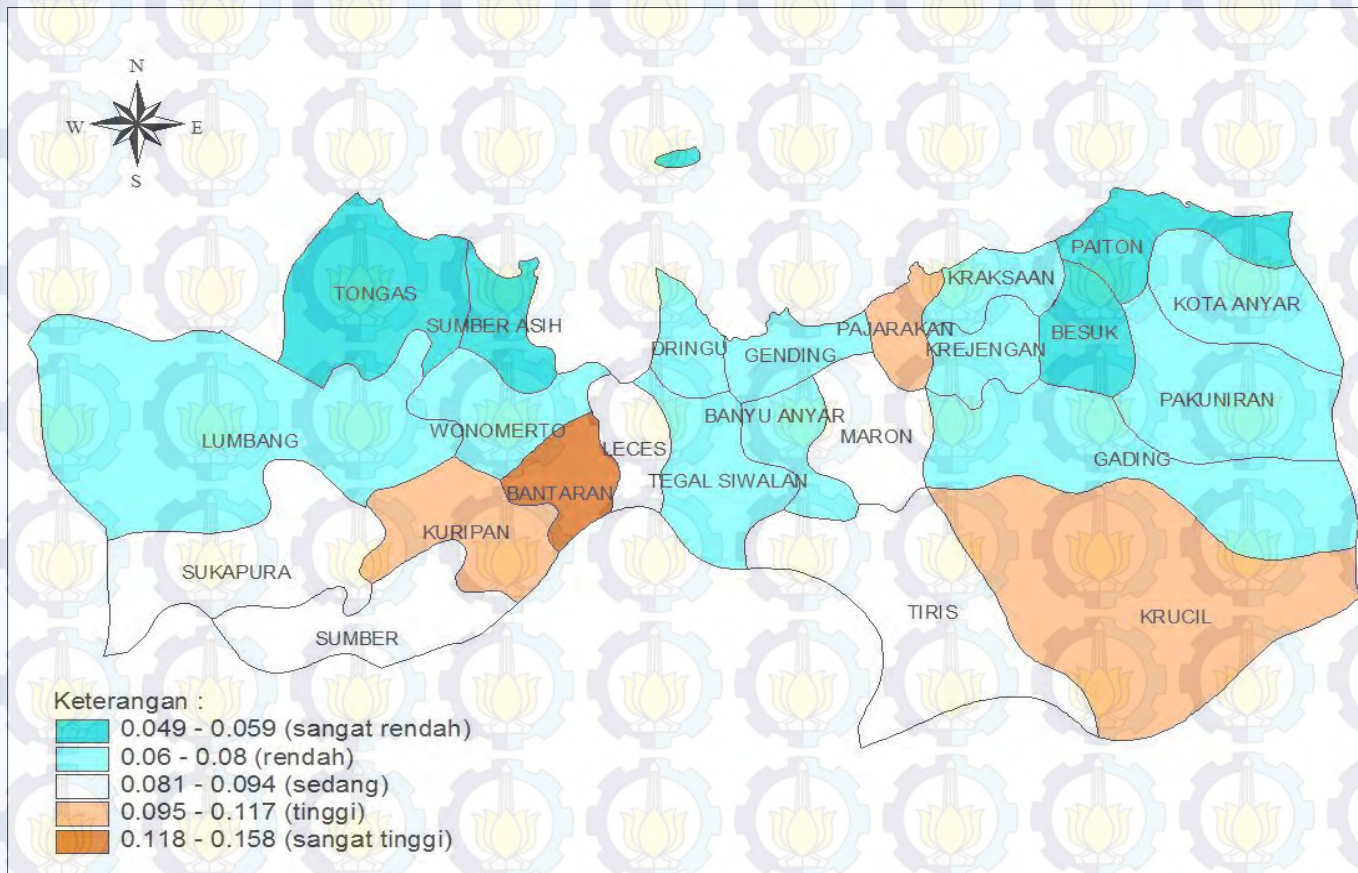 N
W E
S
PAITON
KRAKSAAN
TONGAS
KOTA ANYAR
SUMBER ASIH
PAJARAKAN
BESUK
DRINGU
GENDING
KREJENGAN
PAKUNIRAN
BANYU ANYAR
WONOMERTO
MARON
LUMBANG
LECES
GADING
TEGAL SIWALAN
BANTARAN
KURIPAN
SUKAPURA
TIRIS
KRUCIL
SUMBER
Keterangan :
0.049 - 0.059 (sangat rendah)
0.06 - 0.08 (rendah)
0.081 - 0.094 (sedang)
0.095 - 0.117 (tinggi)
0.118 - 0.158 (sangat tinggi)